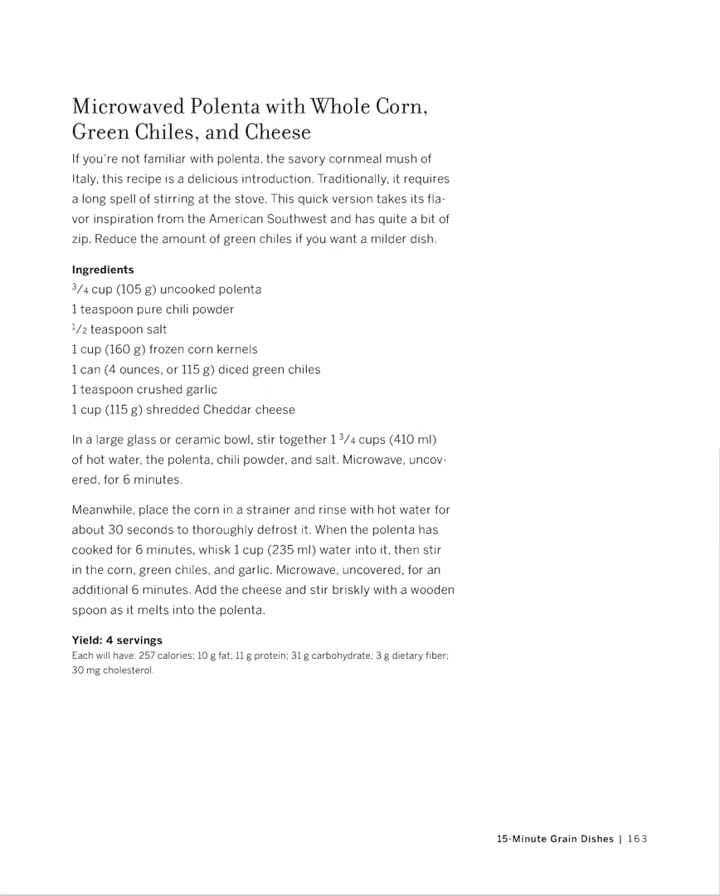 Microwaved Polenta with Whole Corn,
Green Chiles, and Cheese
If you're not familiar with polenta, the savory cornmeal mush of
Italy, this recipe is a delicious introduction. Traditionally, it requires
a long spell of stirring at the stove. This quick version takes its fla-
vor inspiration from the American Southwest and has quite a bit of
zip. Reduce the amount of green chiles if you want a milder dish.
Ingredients
3/4 cup (105 g) uncooked polenta
1 teaspoon pure chili powder
1/2 teaspoon salt
1 cup (160 g) frozen corn kernels
1 can (4 ounces, or 115 g) diced green chiles
1 teaspoon crushed garlic
1 cup (115 g) shredded Cheddar cheese
In a large glass or ceramic bowl, stir together 1 3/4 cups (410 ml)
of hot water, the polenta, chili powder, and salt. Microwave, uncov-
ered, for 6 minutes.
Meanwhile, place the corn in a strainer and rinse with hot water for
about 30 seconds to thoroughly defrost it. When the polenta has
cooked for 6 minutes, whisk 1 cup (235 ml) water into it, then stir
in the corn, green chiles, and garlic. Microwave, uncovered, for an
additional 6 minutes. Add the cheese and stir briskly with a wooden
spoon as it melts into the polenta.
Yield: 4 servings
Each will have: 257 calories; 10 g fat; 11 g protein; 31 g carbohydrate; 3 g dietary fiber;
30 mg cholesterol.
15-Minute Grain Dishes | 163